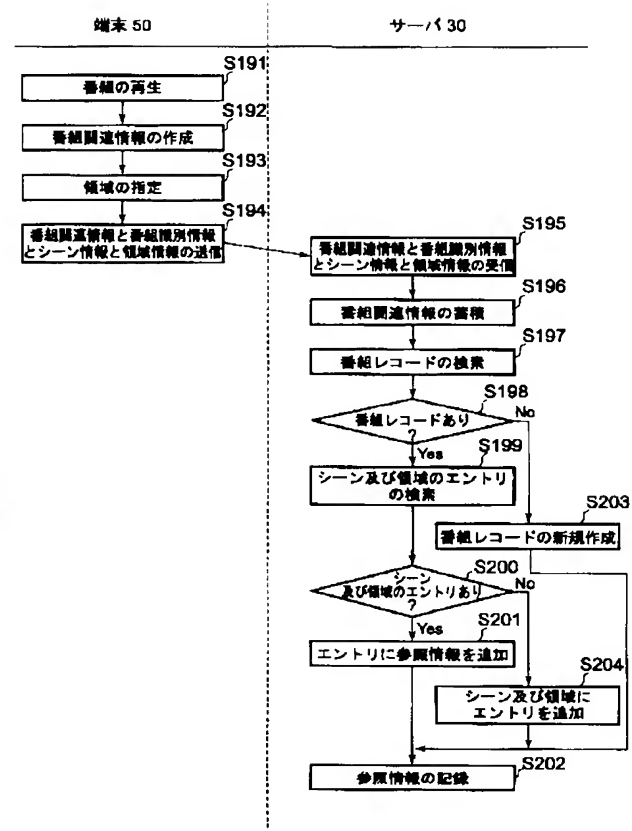 端末 50
サーバ 30
S191
番組の再生
S192
番組関連情報の作成
S193
領域の指定
S194
番組関連情報と番組識別情報
とシーン情報と領域情報の送信
S195
番組関連情報と番組識別情報
とシーン情報と領域情報の受信
S196
番組関連情報の蓄積
S197
番組レコードの検索
S198
番組レコードあり
?
No
Yes
S199
シーン及び領域のエントリ
の検索
S203
番組レコードの新規作成
S200
シーン
及び領域のエントリあり
?
No
Yes
S201
エントリに参照情報を追加
S204
シーン及び領域に
エントリを追加
S202
参照情報の記録